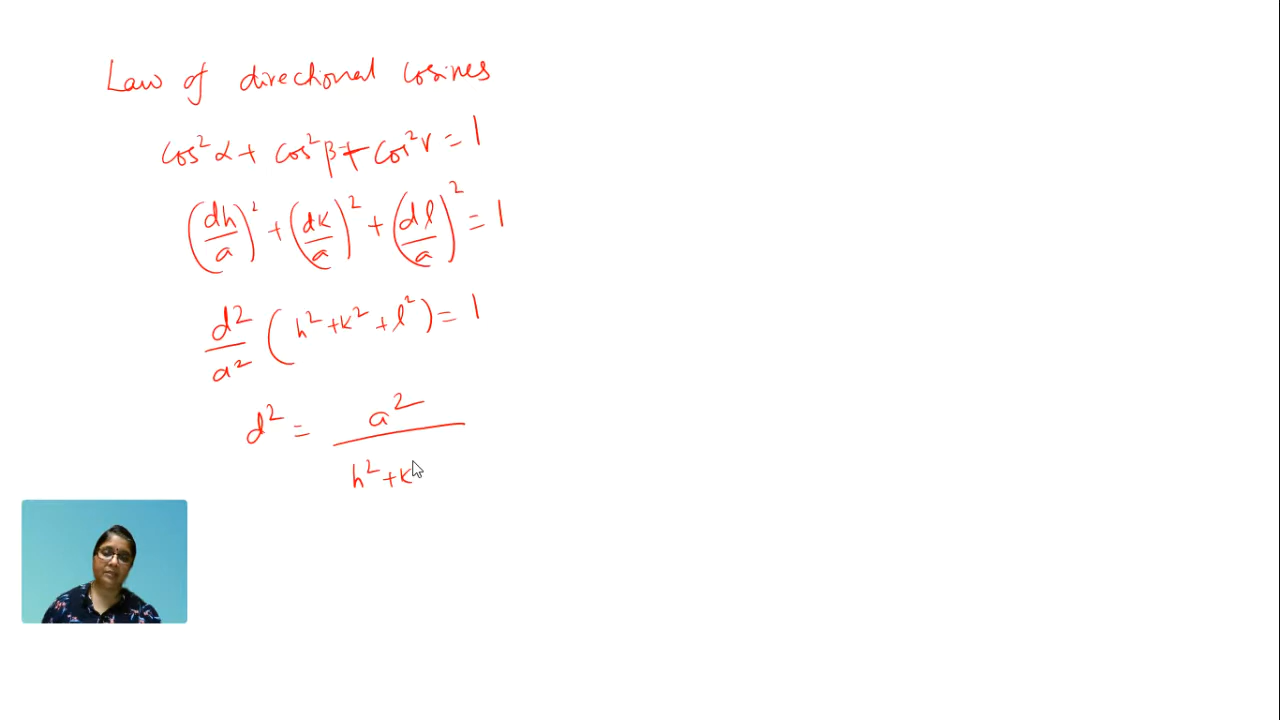 Law of directional cosines
cos²α + cos²β + cos²γ = 1
(dh/a)² + (dk/a)² + (dl/a)² = 1
d²/a² (h² + k² + l²) = 1
d² = a² / h² + k